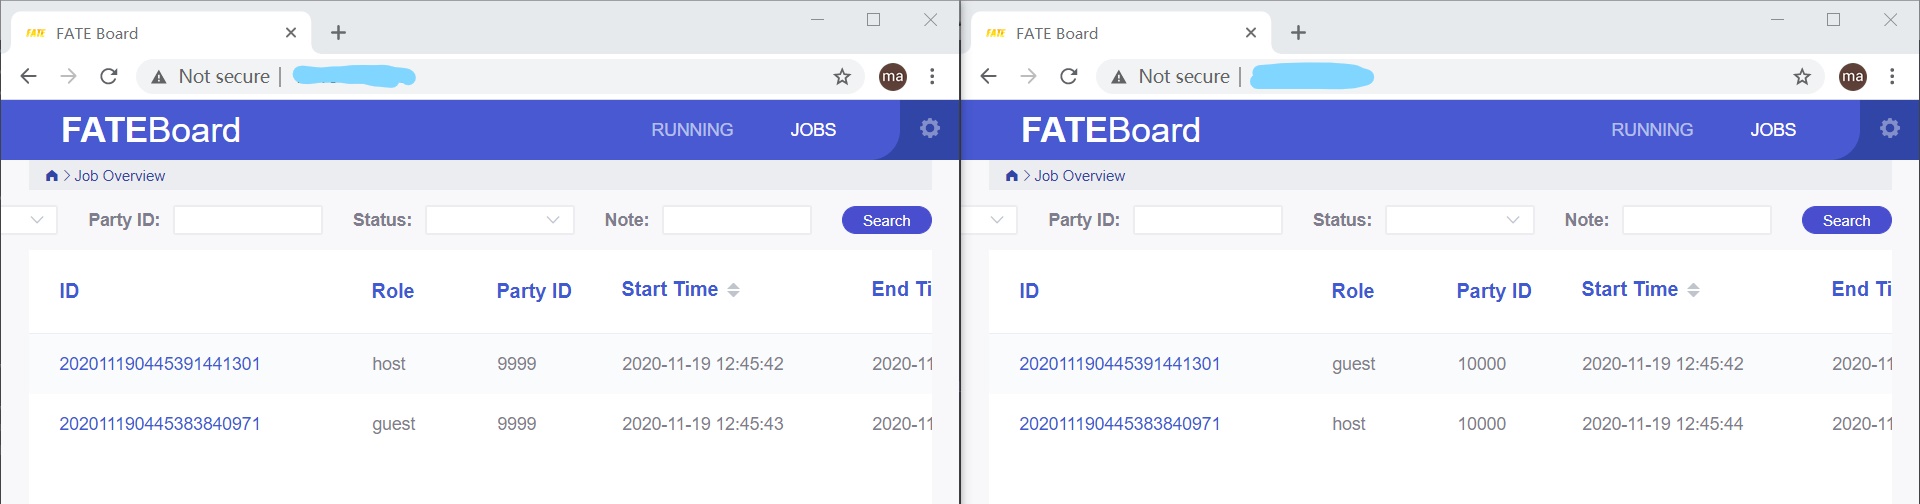 FATE FATE Board
Not secure
ma
FATEBoard RUNNING JOBS
Job Overview
Party ID: Status: Note: Search
ID Role Party ID Start Time End Ti
202011190445391441301 host 9999 2020-11-19 12:45:42 2020-11
202011190445383840971 guest 9999 2020-11-19 12:45:43 2020-11
FATE FATE Board
Not secure
ma
FATEBoard RUNNING JOBS
Job Overview
Party ID: Status: Note: Search
ID Role Party ID Start Time End Ti
202011190445391441301 guest 10000 2020-11-19 12:45:42 2020-11
202011190445383840971 host 10000 2020-11-19 12:45:44 2020-11